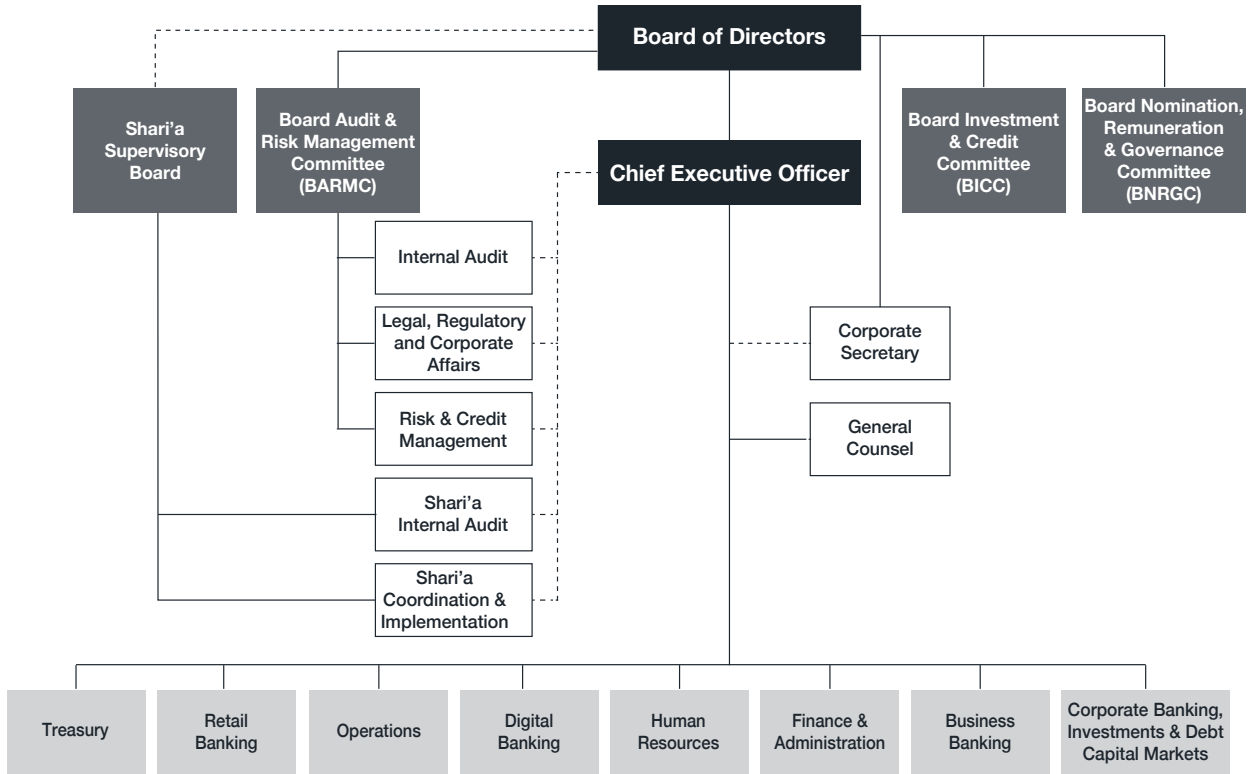 Board of Directors
Shari’a
Supervisory
Board
Board Audit &
Risk Management
Committee
(BARMC)
Chief Executive Officer
Board Investment
& Credit
Committee
(BICC)
Board Nomination,
Remuneration
& Governance
Committee
(BNRGC)
Internal Audit
Legal, Regulatory
and Corporate
Affairs
Risk & Credit
Management
Shari’a
Internal Audit
Shari’a
Coordination &
Implementation
Corporate
Secretary
General
Counsel
Treasury
Retail
Banking
Operations
Digital
Banking
Human
Resources
Finance &
Administration
Business
Banking
Corporate Banking,
Investments & Debt
Capital Markets